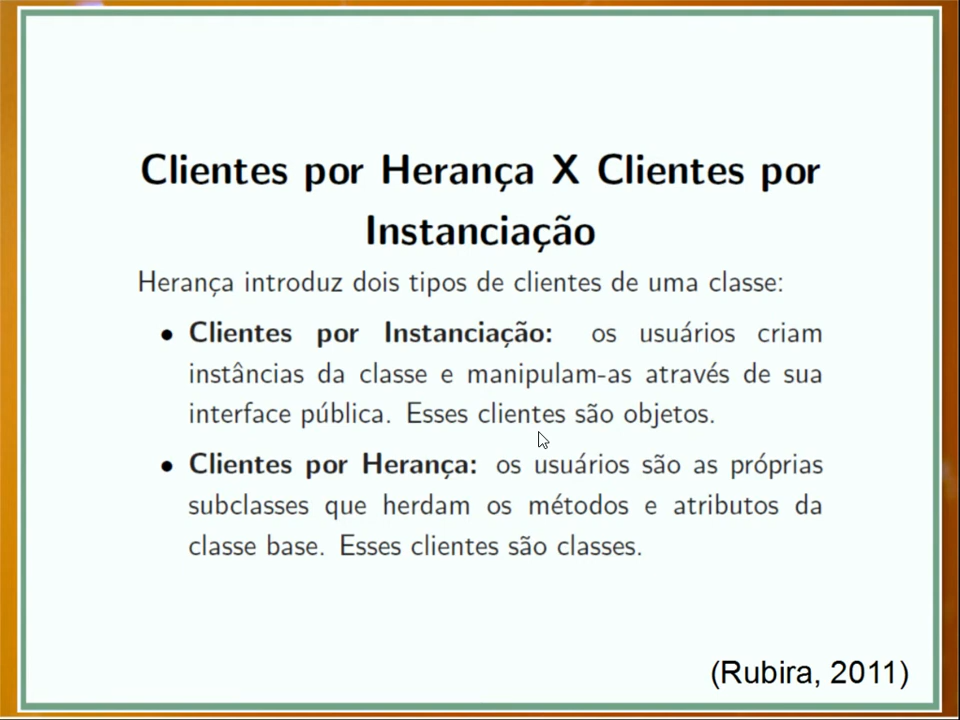 Clientes por Herança X Clientes por
Instanciação
Herança introduz dois tipos de clientes de uma classe:
• Clientes por Instanciação: os usuários criam
instâncias da classe e manipulam-as através de sua
interface pública. Esses clientes são objetos.
• Clientes por Herança: os usuários são as próprias
subclasses que herdam os métodos e atributos da
classe base. Esses clientes são classes.
(Rubira, 2011)